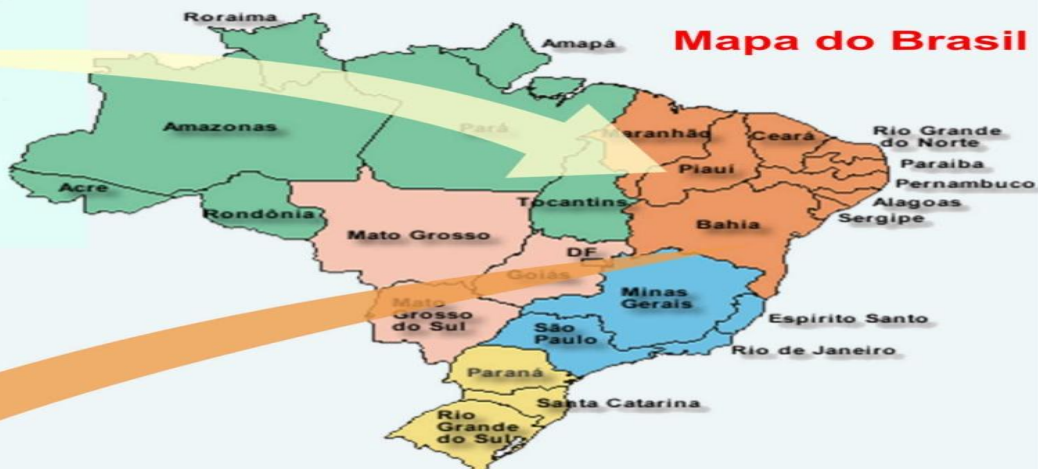 Roraima
Amapá
Mapa do Brasil
Amazonas
Pará
Maranhão
Ceará
Rio Grande
do Norte
Paraiba
Piauí
Pernambuco
Acre
Rondônia
Tocantins
Alagoas
Sergipe
Bahia
Mato Grosso
DF
Goiás
Minas
Gerais
Mato
Grosso
do Sul
Espirito Santo
São
Paulo
Rio de Janeiro
Paraná
Santa Catarina
Rio
Grande
do Sul